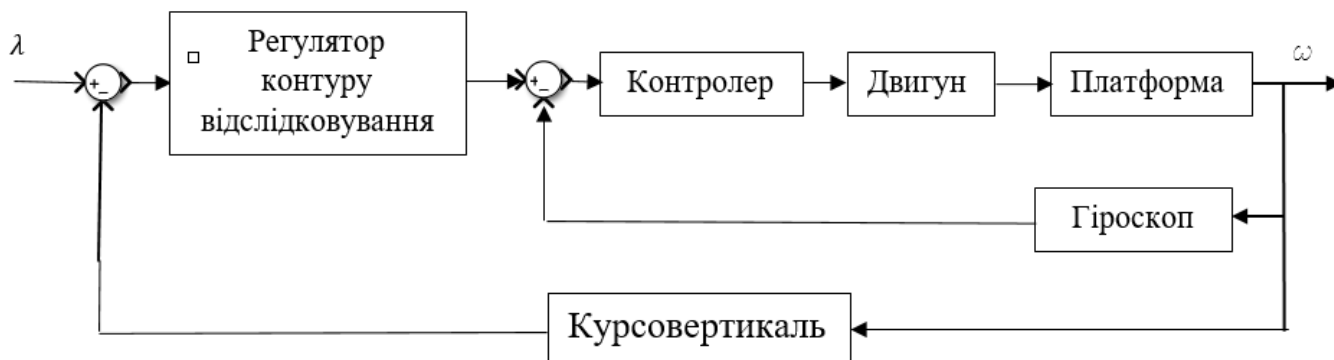 λ
ω
+
−
Регулятор
контуру
відслідковування
+
−
Контролер
Двигун
Платформа
Гіроскоп
Курсовертикаль